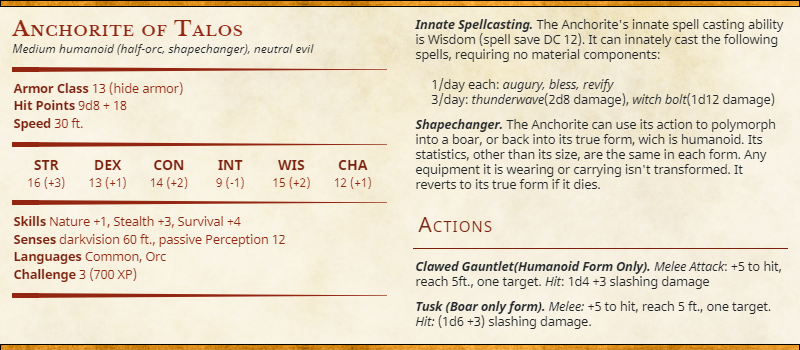 Anchorite of Talos
Medium humanoid (half-orc, shapechanger), neutral evil
Armor Class 13 (hide armor)
Hit Points 9d8 + 18
Speed 30 ft.
STR DEX CON INT WIS CHA
16 (+3) 13 (+1) 14 (+2) 9 (-1) 15 (+2) 12 (+1)
Skills Nature +1, Stealth +3, Survival +4
Senses darkvision 60 ft., passive Perception 12
Languages Common, Orc
Challenge 3 (700 XP)
Innate Spellcasting. The Anchorite's innate spell casting ability
is Wisdom (spell save DC 12). It can innately cast the following
spells, requiring no material components:
1/day each: augury, bless, revify
3/day: thunderwave(2d8 damage), witch bolt(1d12 damage)
Shapechanger. The Anchorite can use its action to polymorph
into a boar, or back into its true form, wich is humanoid. Its
statistics, other than its size, are the same in each form. Any
equipment it is wearing or carrying isn't transformed. It
reverts to its true form if it dies.
Actions
Clawed Gauntlet(Humanoid Form Only). Melee Attack: +5 to hit,
reach 5ft., one target. Hit: 1d4 +3 slashing damage
Tusk (Boar only form). Melee: +5 to hit, reach 5 ft., one target.
Hit: (1d6 +3) slashing damage.